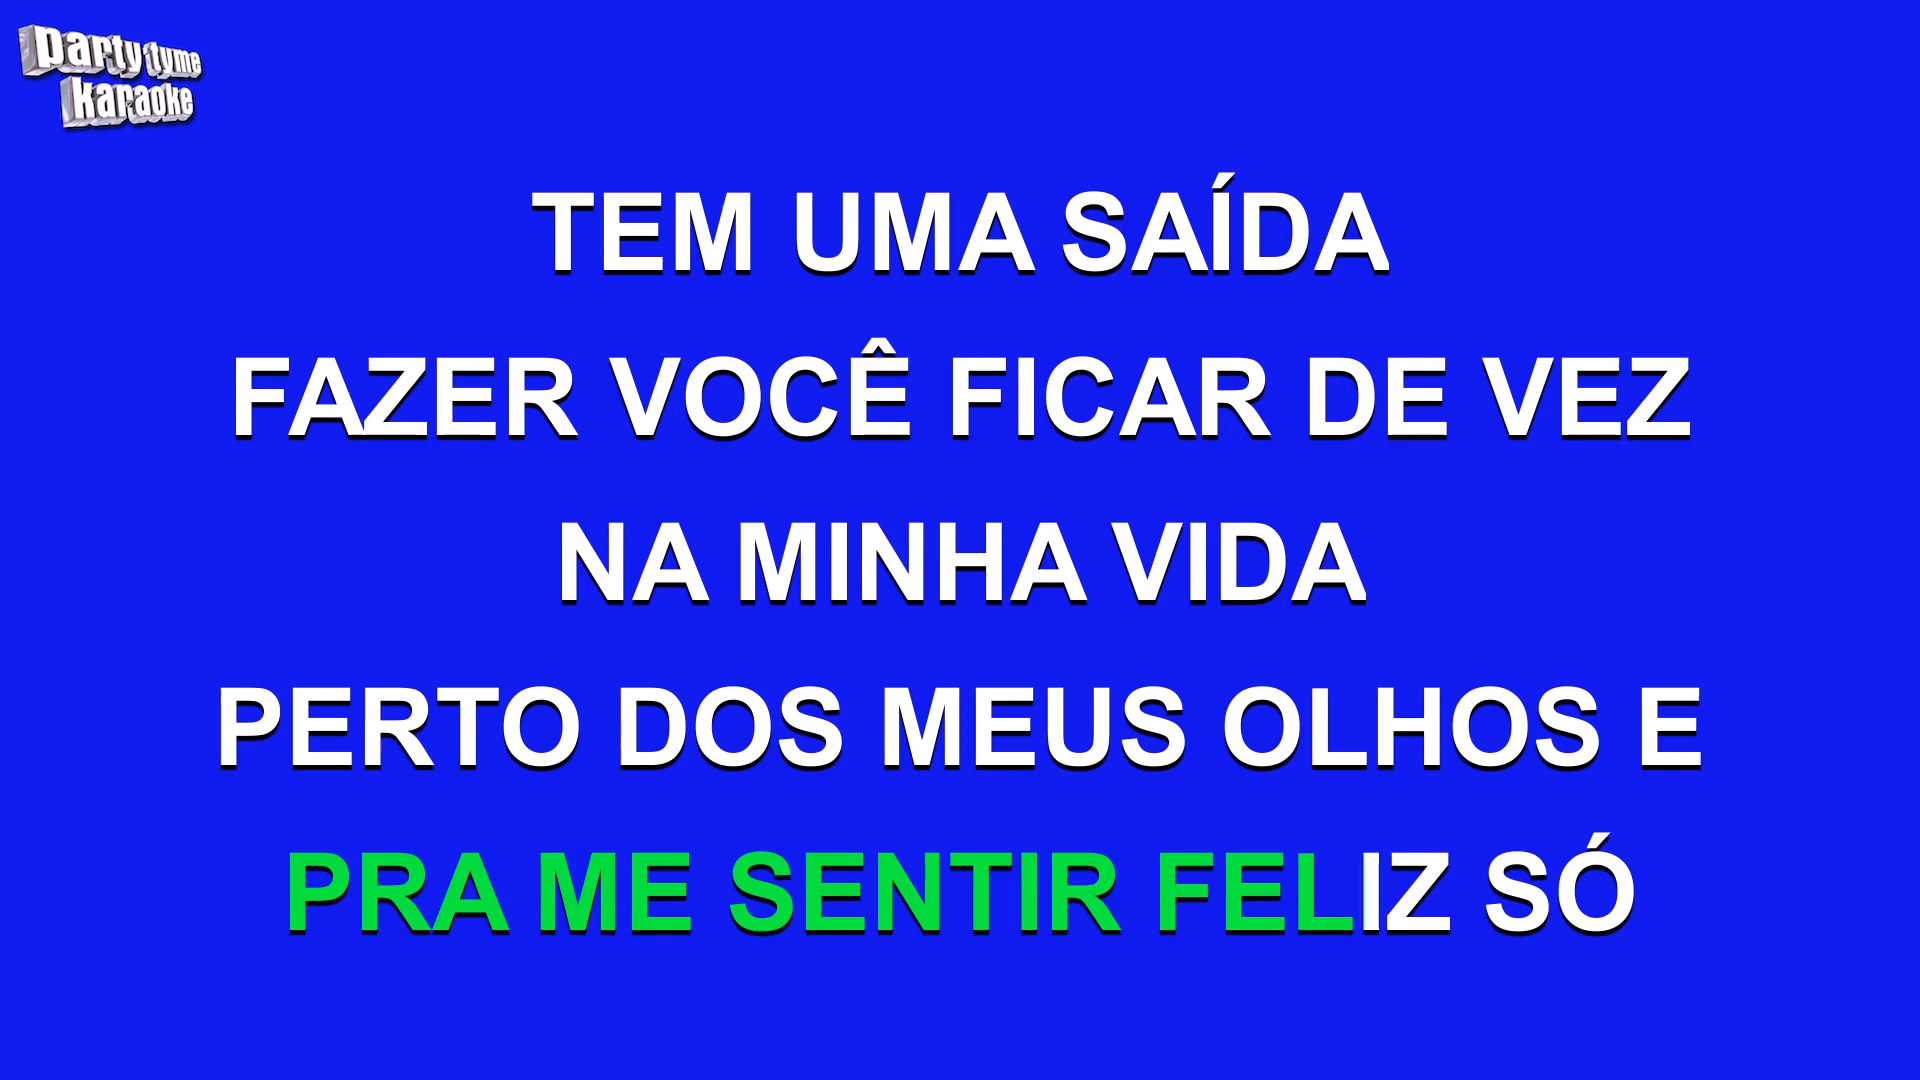 party tyme
karaoke
TEM UMA SAÍDA
FAZER VOCÊ FICAR DE VEZ
NA MINHA VIDA
PERTO DOS MEUS OLHOS E
PRA ME SENTIR FELIZ SÓ